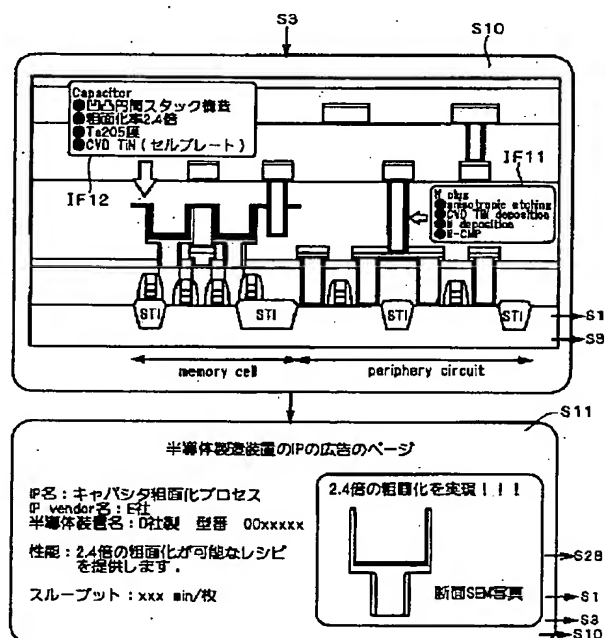 S3
S10
Capacitor
●凹凸円筒スタック構造
●粗面化率2.4倍
●Ta2O5膜
●CVD TiN(セルプレート)
IF12
IF11
W plug
●anisotropic etching
●CVD TiN deposition
●W deposition
●W-CMP
STI
STI
STI
STI
S1
S9
memory cell
periphery circuit
S11
半導体製造装置のIPの広告のページ
IP名:キャパシタ粗面化プロセス
IP vendor名:E社
半導体装置名:D社製 型番 OOxxxxx
性能:2.4倍の粗面化が可能なレシピ
を提供します.
スループット:xxx min/枚
2.4倍の粗面化を実現!!!
断面SEM写真
S28
S1
S3
S10